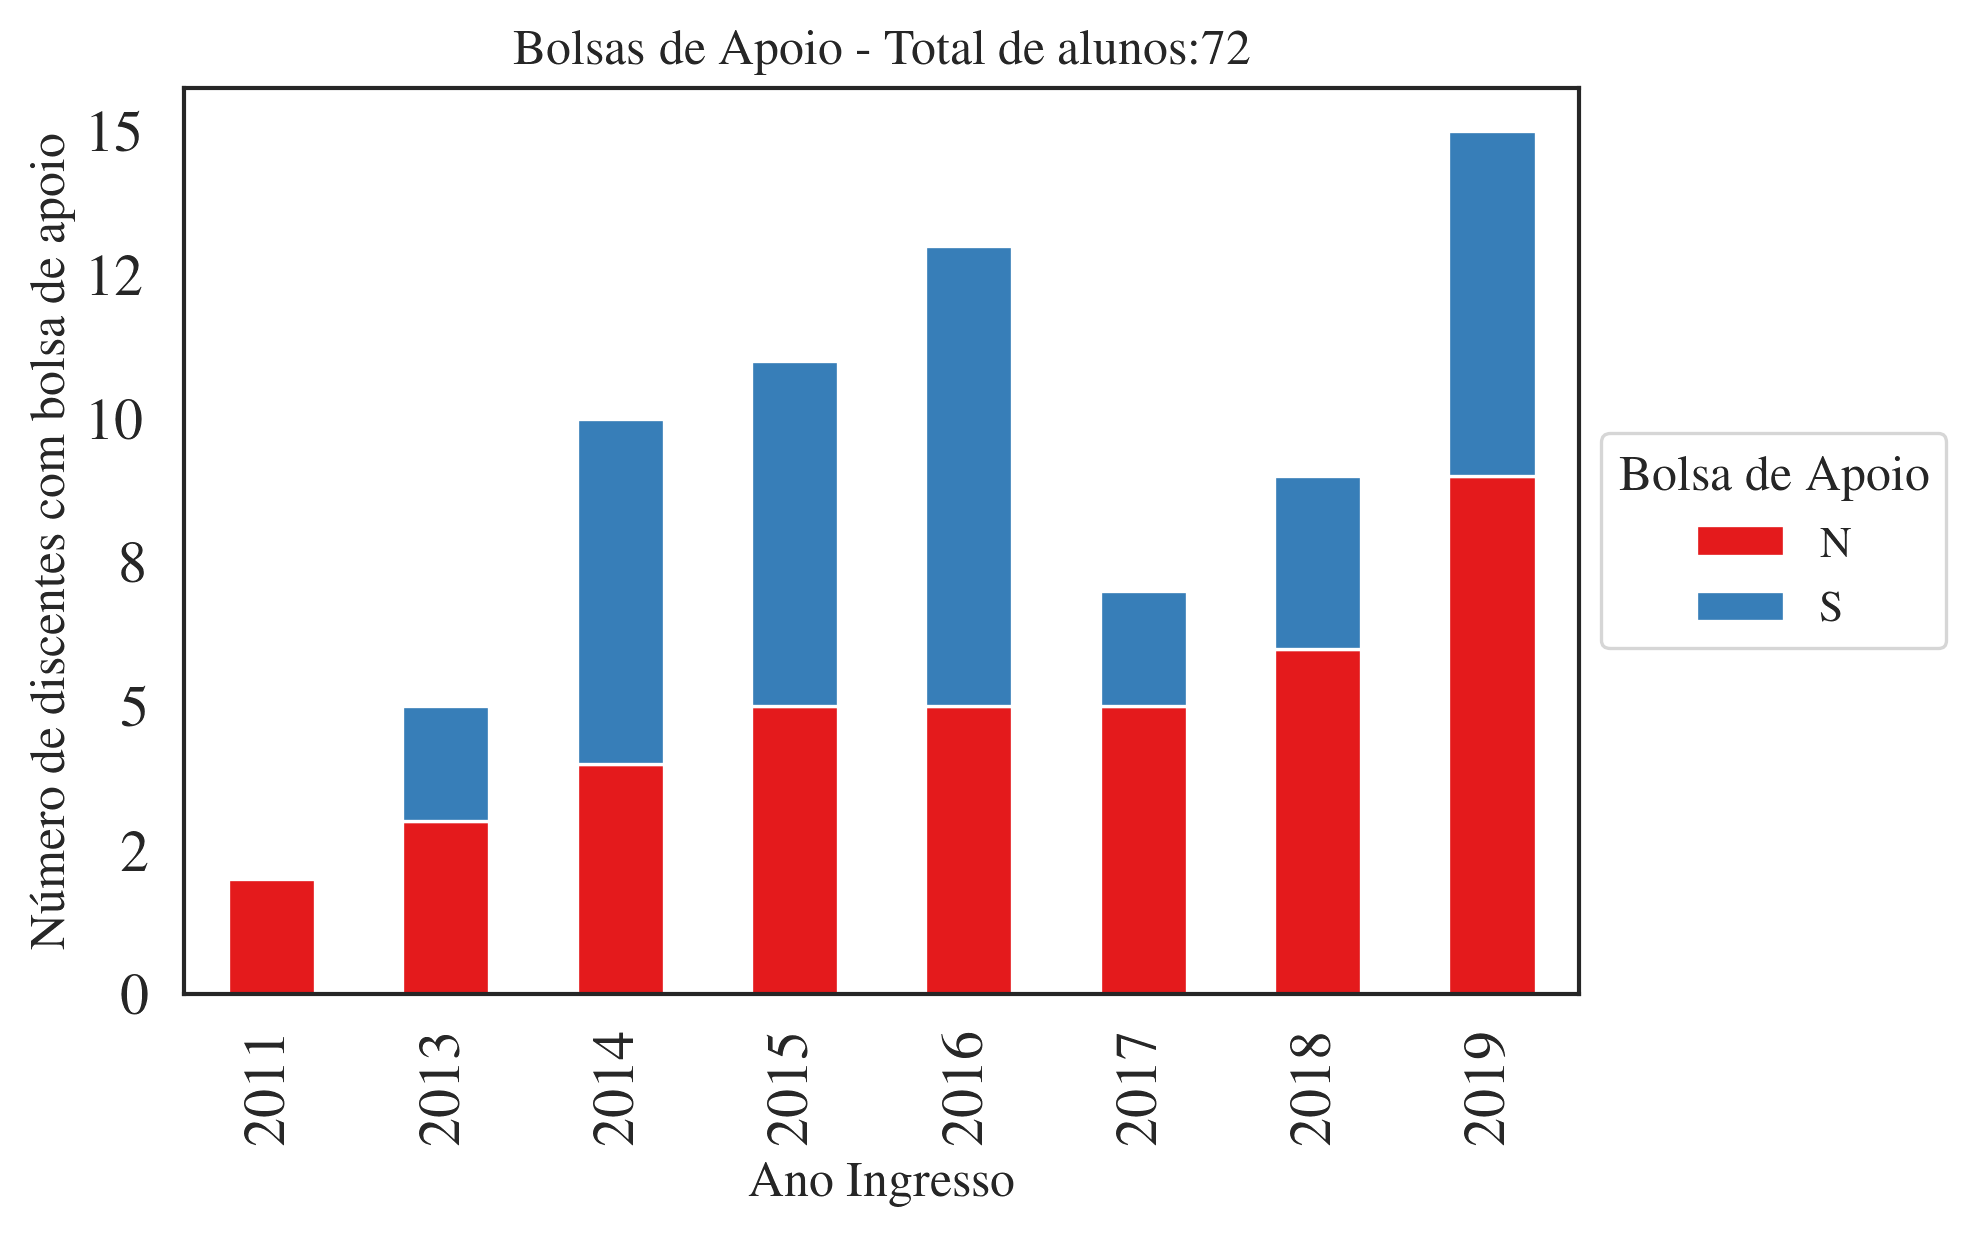 Bolsas de Apoio - Total de alunos:72
Número de discentes com bolsa de apoio
15
12
10
8
5
2
0
2011
2013
2014
2015
2016
2017
2018
2019
Ano Ingresso
Bolsa de Apoio
N
S